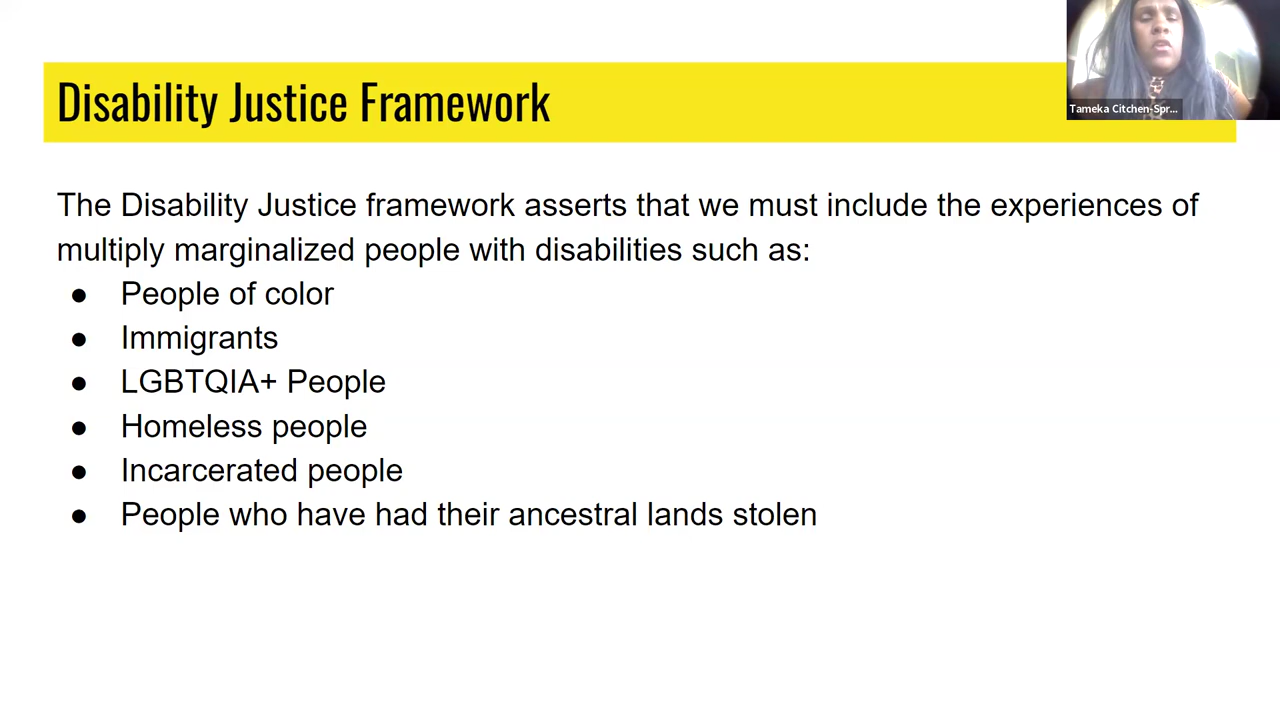 Disability Justice Framework
Tameka Citchen-Spr...
The Disability Justice framework asserts that we must include the experiences of
multiply marginalized people with disabilities such as:
● People of color
● Immigrants
● LGBTQIA+ People
● Homeless people
● Incarcerated people
● People who have had their ancestral lands stolen